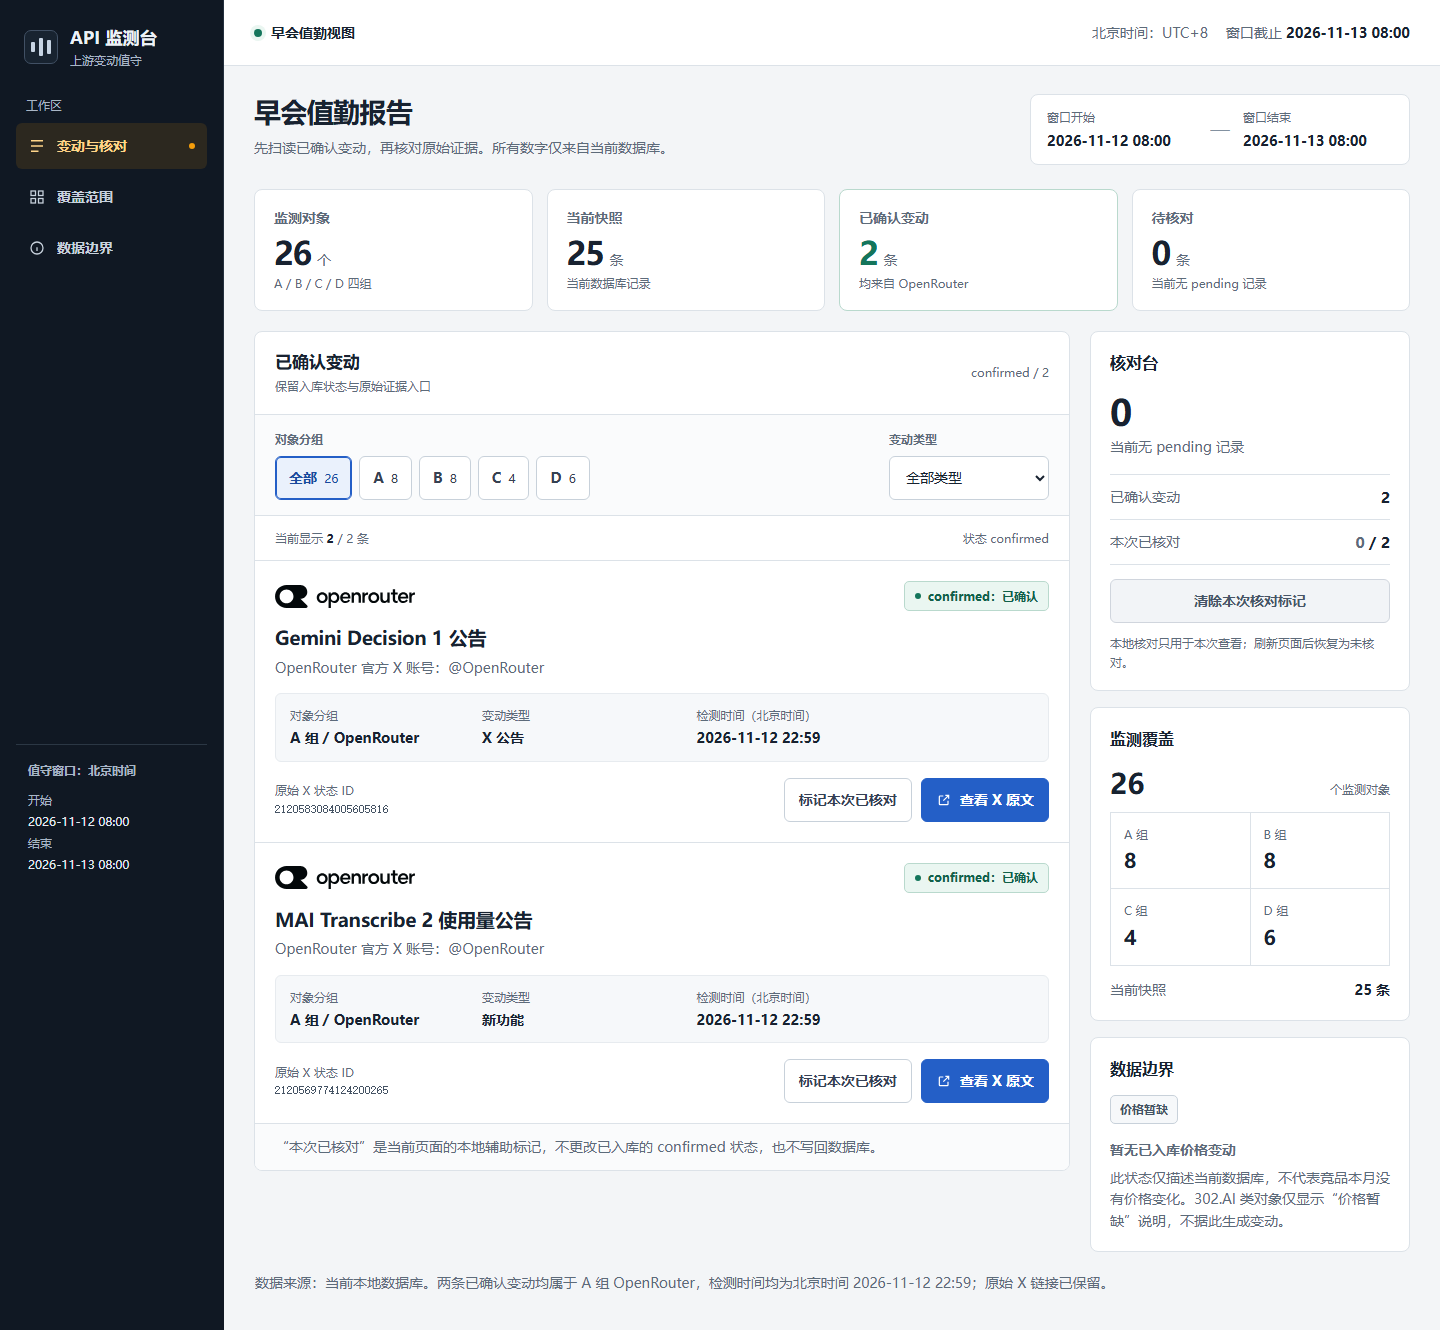 API 监测台
上游变动值守
工作区
变动与核对
覆盖范围
数据边界
值守窗口：北京时间
开始
2026-11-12 08:00
结束
2026-11-13 08:00
早会值勤视图
北京时间：UTC+8 窗口截止 2026-11-13 08:00
早会值勤报告
先扫读已确认变动，再核对原始证据。所有数字仅来自当前数据库。
窗口开始
2026-11-12 08:00
—
窗口结束
2026-11-13 08:00
监测对象
26 个
A / B / C / D 四组
当前快照
25 条
当前数据库记录
已确认变动
2 条
均来自 OpenRouter
待核对
0 条
当前无 pending 记录
已确认变动
保留入库状态与原始证据入口
confirmed / 2
对象分组
全部 26
A 8
B 8
C 4
D 6
变动类型
全部类型
当前显示 2 / 2 条
状态 confirmed
openrouter
confirmed：已确认
Gemini Decision 1 公告
OpenRouter 官方 X 账号：@OpenRouter
对象分组
A 组 / OpenRouter
变动类型
X 公告
检测时间（北京时间）
2026-11-12 22:59
原始 X 状态 ID
2120583084005605816
标记本次已核对
查看 X 原文
openrouter
confirmed：已确认
MAI Transcribe 2 使用量公告
OpenRouter 官方 X 账号：@OpenRouter
对象分组
A 组 / OpenRouter
变动类型
新功能
检测时间（北京时间）
2026-11-12 22:59
原始 X 状态 ID
2120569774124200265
标记本次已核对
查看 X 原文
“本次已核对”是当前页面的本地辅助标记，不更改已入库的 confirmed 状态，也不写回数据库。
核对台
0
当前无 pending 记录
已确认变动 2
本次已核对 0 / 2
清除本次核对标记
本地核对只用于本次查看；刷新页面后恢复为未核
对。
监测覆盖
26 个监测对象
A 组
8
B 组
8
C 组
4
D 组
6
当前快照 25 条
数据边界
价格暂缺
暂无已入库价格变动
此状态仅描述当前数据库，不代表竞品本月没
有价格变化。302.AI 类对象仅显示“价格暂
缺”说明，不据此生成变动。
数据来源：当前本地数据库。两条已确认变动均属于 A 组 OpenRouter，检测时间均为北京时间 2026-11-12 22:59；原始 X 链接已保留。